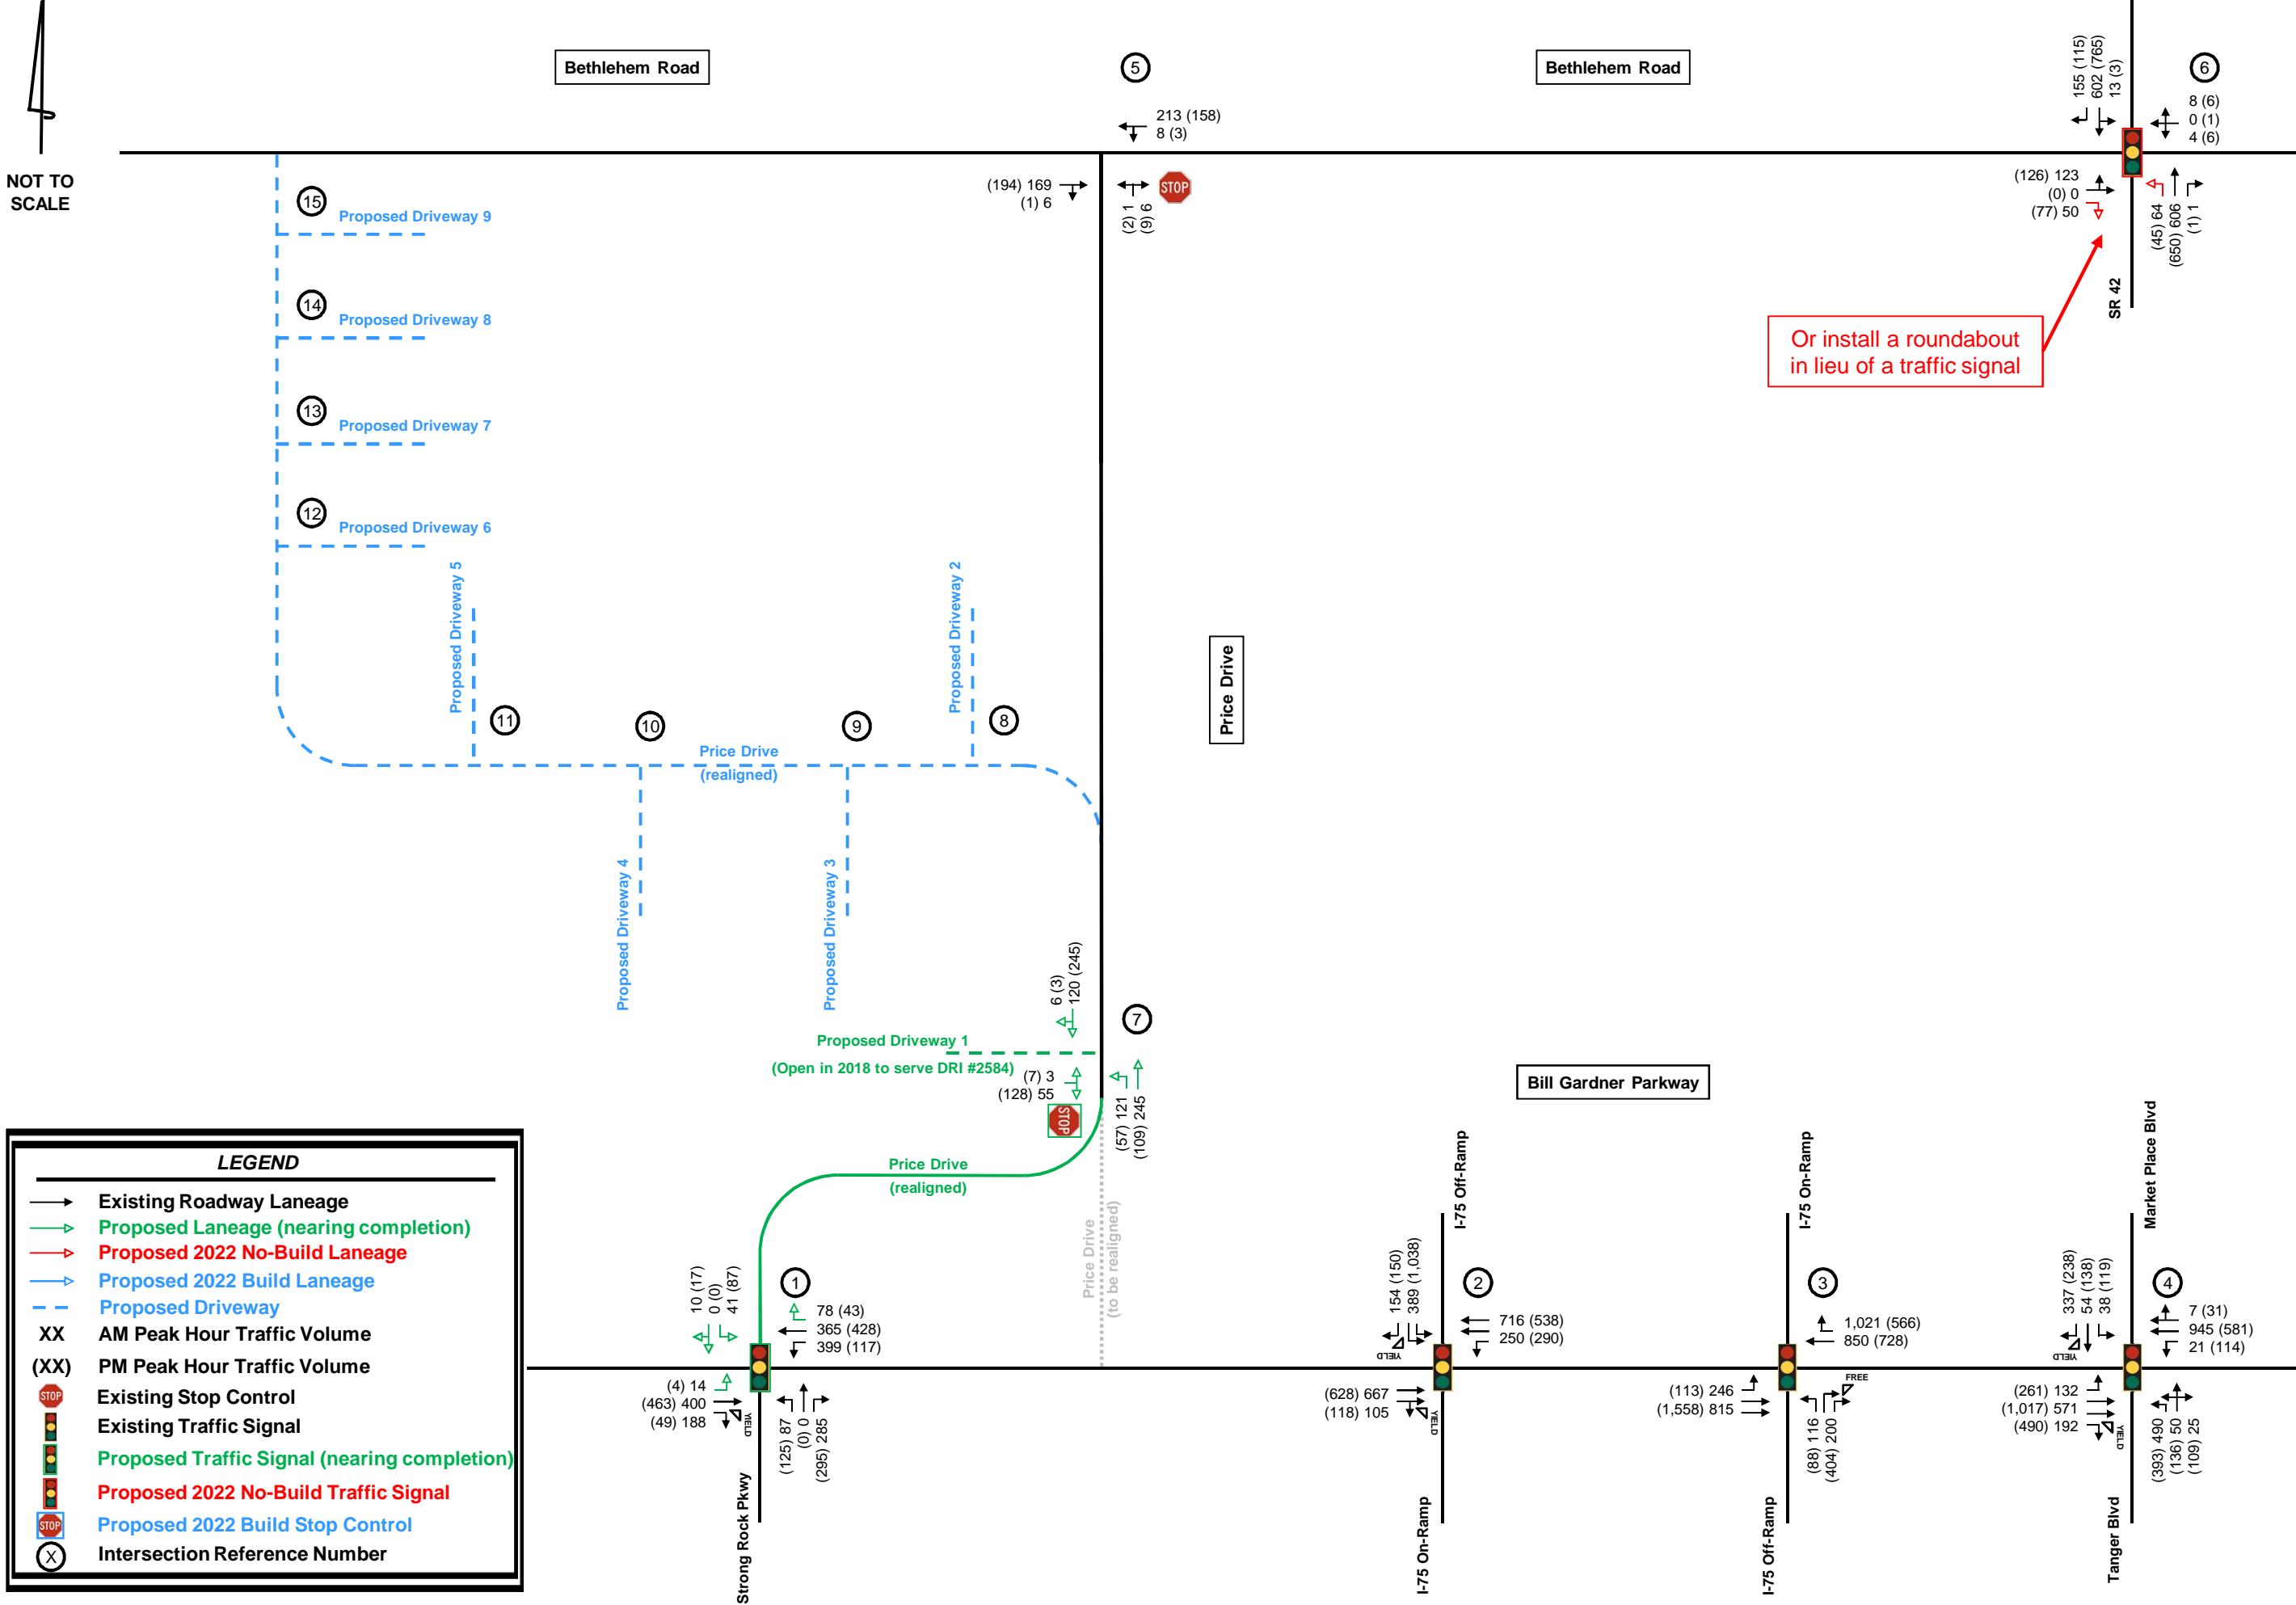 Bethlehem Road
5
Bethlehem Road
6
155 (115)
602 (765)
13 (3)
8 (6)
0 (1)
4 (6)
213 (158)
8 (3)
NOT TO
SCALE
(194) 169
(1) 6
STOP
(2) 1
(9) 6
(126) 123
(0) 0
(77) 50
(45) 64
(650) 606
(1) 1
SR 42
Or install a roundabout
in lieu of a traffic signal
15
Proposed Driveway 9
14
Proposed Driveway 8
13
Proposed Driveway 7
12
Proposed Driveway 6
Proposed Driveway 5
Proposed Driveway 2
Price Drive
11
10
9
8
Price Drive
(realigned)
Proposed Driveway 4
Proposed Driveway 3
6 (3)
120 (245)
7
Proposed Driveway 1
(Open in 2018 to serve DRI #2584)
(7) 3
(128) 55
STOP
(57) 121
(109) 245
Bill Gardner Parkway
Price Drive
(realigned)
Price Drive
(to be realigned)
I-75 Off-Ramp
I-75 On-Ramp
Market Place Blvd
10 (17)
0 (0)
41 (87)
1
78 (43)
365 (428)
399 (117)
(4) 14
(463) 400
(49) 188
YIELD
(125) 87
(0) 0
(295) 285
Strong Rock Pkwy
154 (150)
389 (1,038)
YIELD
2
716 (538)
250 (290)
(628) 667
(118) 105
YIELD
I-75 On-Ramp
3
1,021 (566)
850 (728)
(113) 246
(1,558) 815
FREE
(88) 116
(404) 200
I-75 Off-Ramp
337 (238)
54 (138)
38 (119)
YIELD
4
7 (31)
945 (581)
21 (114)
(261) 132
(1,017) 571
(490) 192
YIELD
(393) 490
(136) 50
(109) 25
Tanger Blvd
LEGEND
Existing Roadway Laneage
Proposed Laneage (nearing completion)
Proposed 2022 No-Build Laneage
Proposed 2022 Build Laneage
Proposed Driveway
XX AM Peak Hour Traffic Volume
(XX) PM Peak Hour Traffic Volume
STOP Existing Stop Control
Existing Traffic Signal
Proposed Traffic Signal (nearing completion)
Proposed 2022 No-Build Traffic Signal
STOP Proposed 2022 Build Stop Control
X Intersection Reference Number